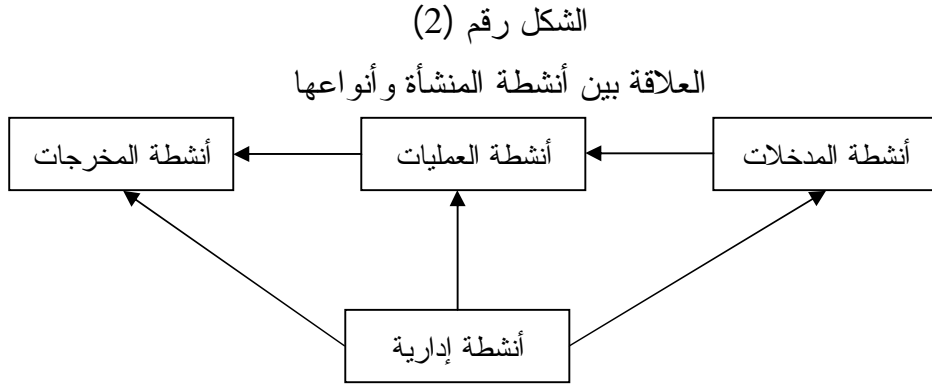 الشكل رقم (2)
العلاقة بين أنشطة المنشأة وأنواعها
أنشطة المدخلات
أنشطة العمليات
أنشطة المخرجات
أنشطة إدارية